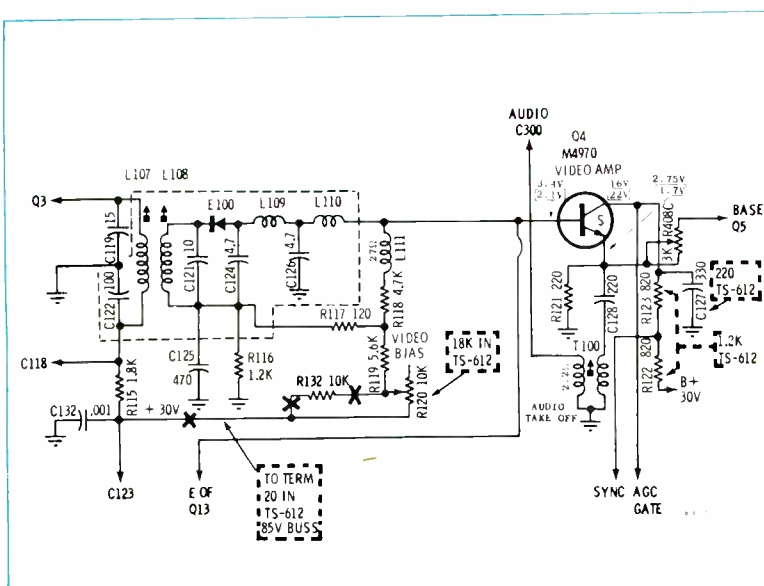 AUDIO
C300
Q4
M4970
VIDEO AMP
3.4V
2.1V
16V
22V
2.75V
1.7V
L107 L108
E100
L109
L110
Q3
C119 15
C122 100
C121 10
C124 4.7
C126 4.7
27Ω
L111
R118 4.7K
S
R408C
3K
BASE
Q5
R121 220
C128 220
R123 820
C127 330
220
TS-612
R117 120
VIDEO
BIAS
18K IN
TS-612
C118
C125
470
R116
1.2K
R119 5.6K
R120 10K
T100
2.2Ω
R122 820
1.2K
TS-612
R115 1.8K
R132 10K
B+
30V
C132 .001
+ 30V
AUDIO
TAKE OFF
C123
E OF
Q13
TO TERM
20 IN
TS-612
85V BUSS
SYNC AGC
GATE